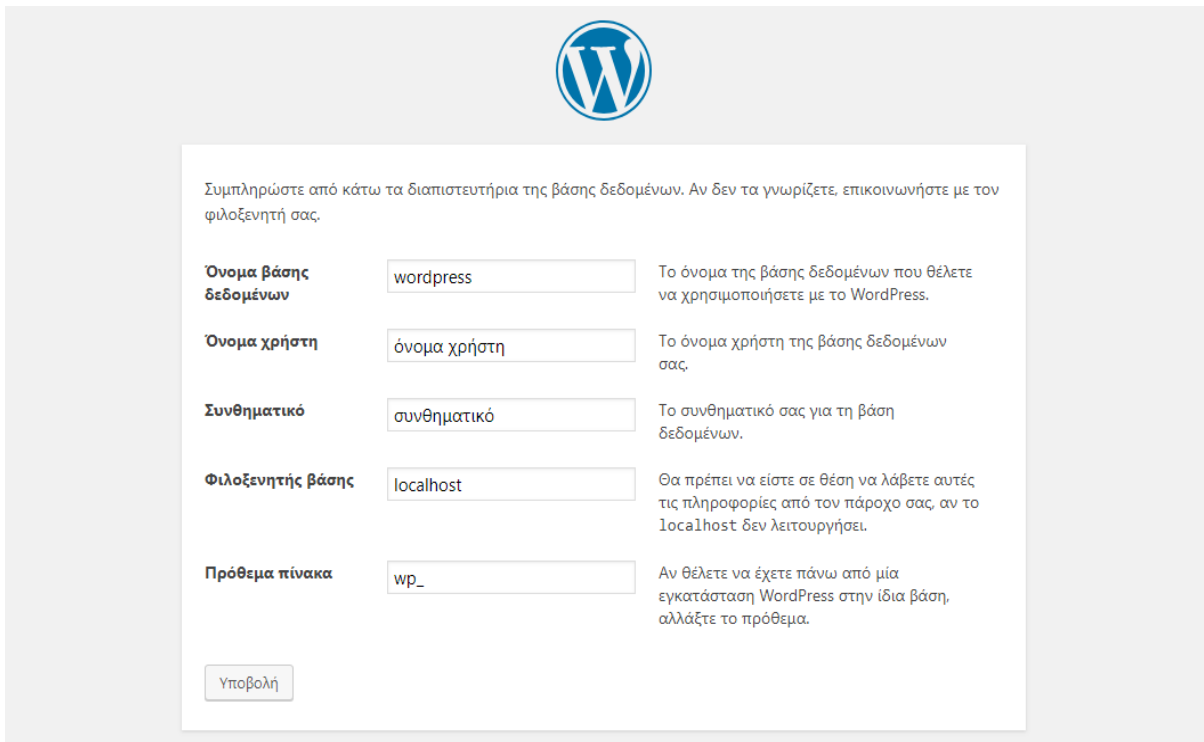 Συμπληρώστε από κάτω τα διαπιστευτήρια της βάσης δεδομένων. Αν δεν τα γνωρίζετε, επικοινωνήστε με τον
φιλοξενητή σας.
Όνομα βάσης
δεδομένων
wordpress
Το όνομα της βάσης δεδομένων που θέλετε
να χρησιμοποιήσετε με το WordPress.
Όνομα χρήστη
όνομα χρήστη
Το όνομα χρήστη της βάσης δεδομένων
σας.
Συνθηματικό
συνθηματικό
Το συνθηματικό σας για τη βάση
δεδομένων.
Φιλοξενητής βάσης
localhost
Θα πρέπει να είστε σε θέση να λάβετε αυτές
τις πληροφορίες από τον πάροχο σας, αν το
localhost δεν λειτουργήσει.
Πρόθεμα πίνακα
wp_
Αν θέλετε να έχετε πάνω από μία
εγκατάσταση WordPress στην ίδια βάση,
αλλάξτε το πρόθεμα.
Υποβολή